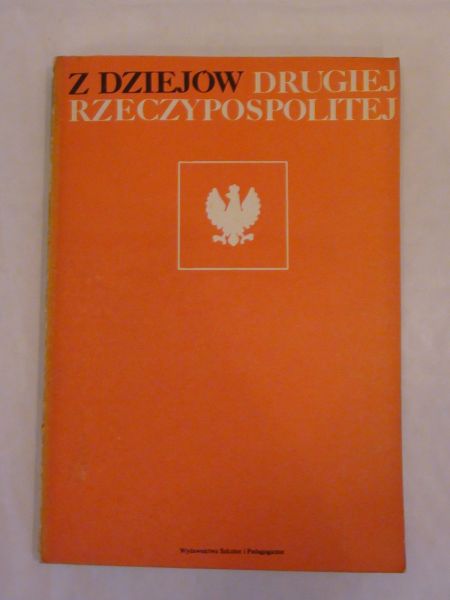 Z DZIEJÓW DRUGIEJ
RZECZYPOSPOLITEJ
Wydawnictwa Szkolne i Pedagogiczne